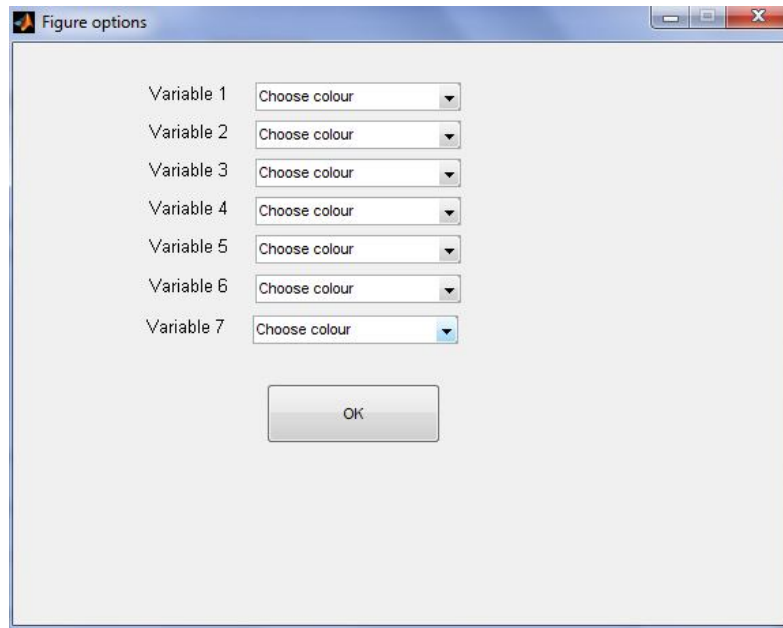 Figure options
Variable 1 Choose colour
Variable 2 Choose colour
Variable 3 Choose colour
Variable 4 Choose colour
Variable 5 Choose colour
Variable 6 Choose colour
Variable 7 Choose colour
OK